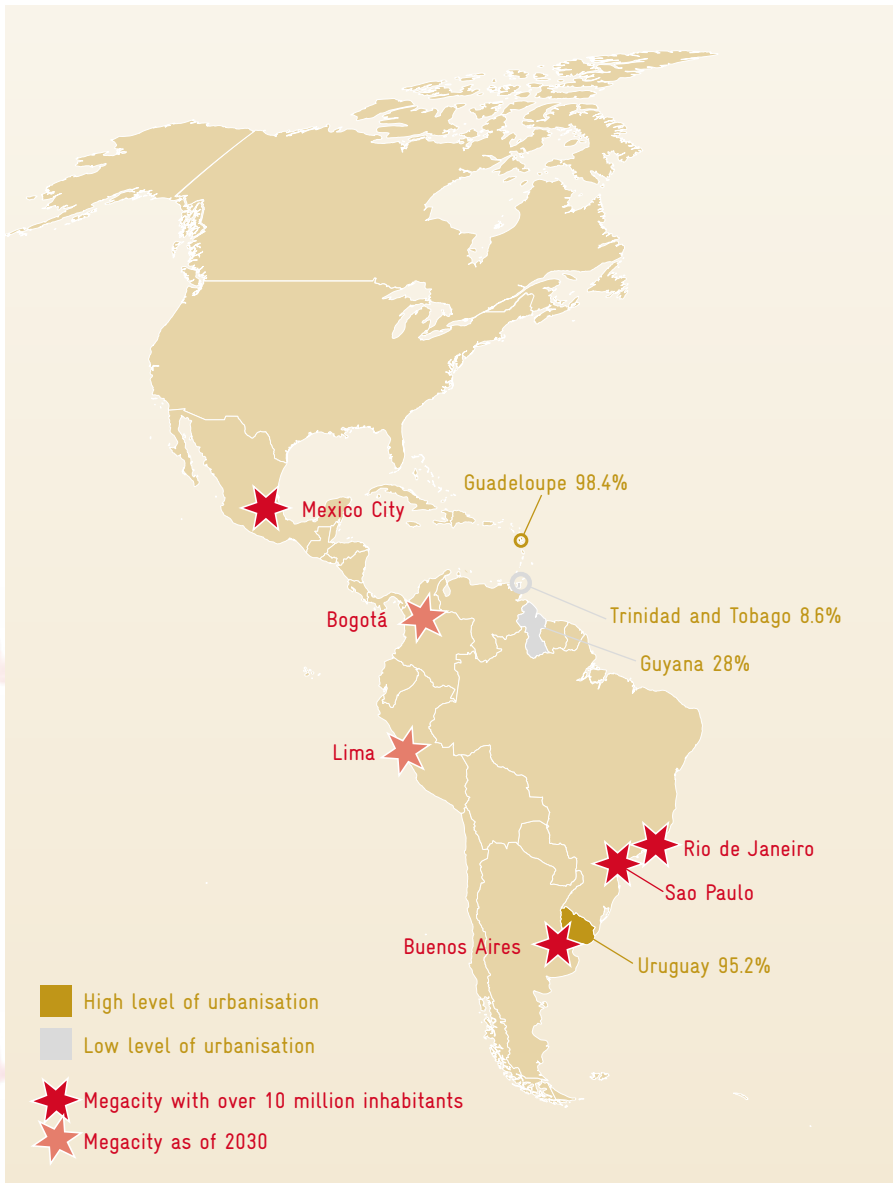 Guadeloupe 98.4%
Mexico City
Trinidad and Tobago 8.6%
Bogotá
Guyana 28%
Lima
Rio de Janeiro
Sao Paulo
Buenos Aires
Uruguay 95.2%
High level of urbanisation
Low level of urbanisation
Megacity with over 10 million inhabitants
Megacity as of 2030